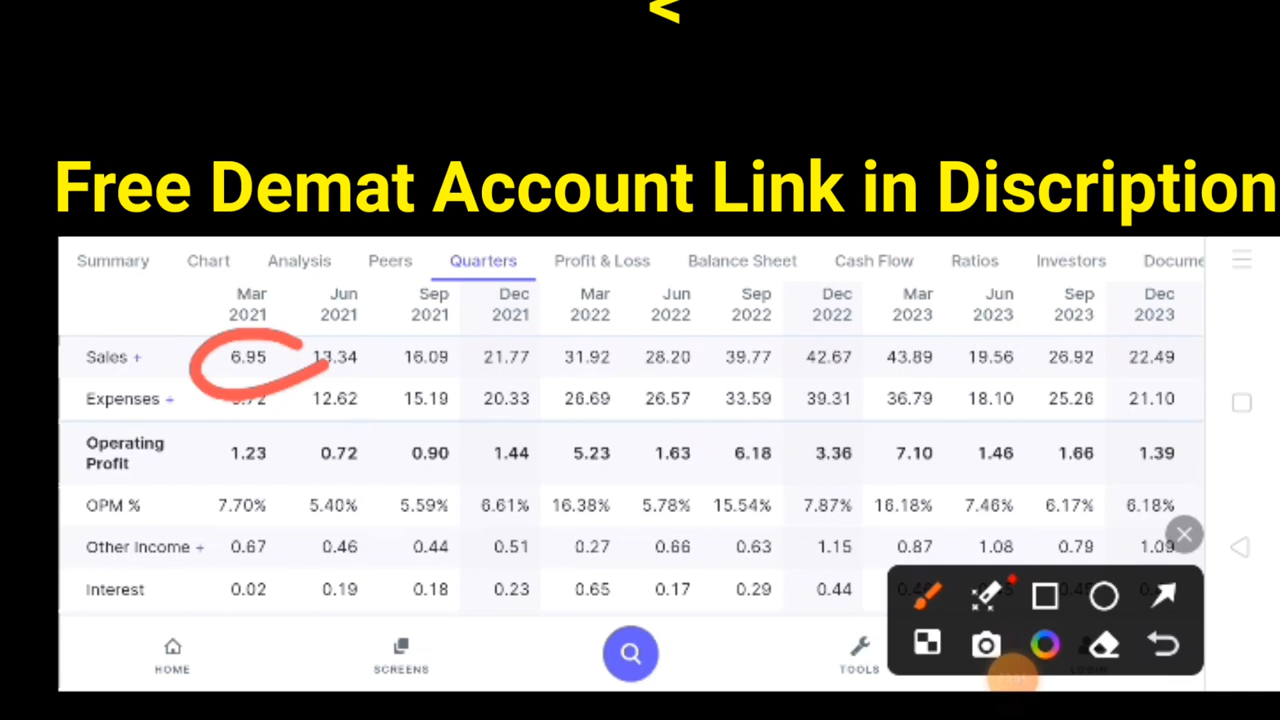 <
Free Demat Account Link in Discription
Summary Chart Analysis Peers Quarters Profit & Loss Balance Sheet Cash Flow Ratios Investors Docume
Mar 2021 Jun 2021 Sep 2021 Dec 2021 Mar 2022 Jun 2022 Sep 2022 Dec 2022 Mar 2023 Jun 2023 Sep 2023 Dec 2023
Sales + 6.95 13.34 16.09 21.77 31.92 28.20 39.77 42.67 43.89 19.56 26.92 22.49
Expenses + 12.62 15.19 20.33 26.69 26.57 33.59 39.31 36.79 18.10 25.26 21.10
Operating Profit 1.23 0.72 0.90 1.44 5.23 1.63 6.18 3.36 7.10 1.46 1.66 1.39
OPM % 7.70% 5.40% 5.59% 6.61% 16.38% 5.78% 15.54% 7.87% 16.18% 7.46% 6.17% 6.18%
Other Income + 0.67 0.46 0.44 0.51 0.27 0.66 0.63 1.15 0.87 1.08 0.79 1.09
Interest 0.02 0.19 0.18 0.23 0.65 0.17 0.29 0.44
HOME SCREENS TOOLS LOGIN